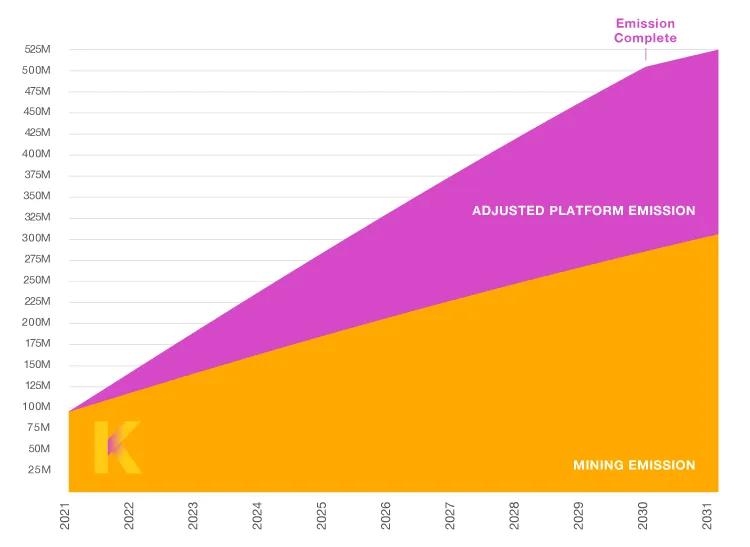 Emission
Complete
525M
500M
475M
450M
425M
400M
375M
350M
325M
300M
275M
250M
225M
200M
175M
150M
125M
100M
75M
50M
25M
ADJUSTED PLATFORM EMISSION
K
MINING EMISSION
2021
2022
2023
2024
2025
2026
2027
2028
2029
2030
2031